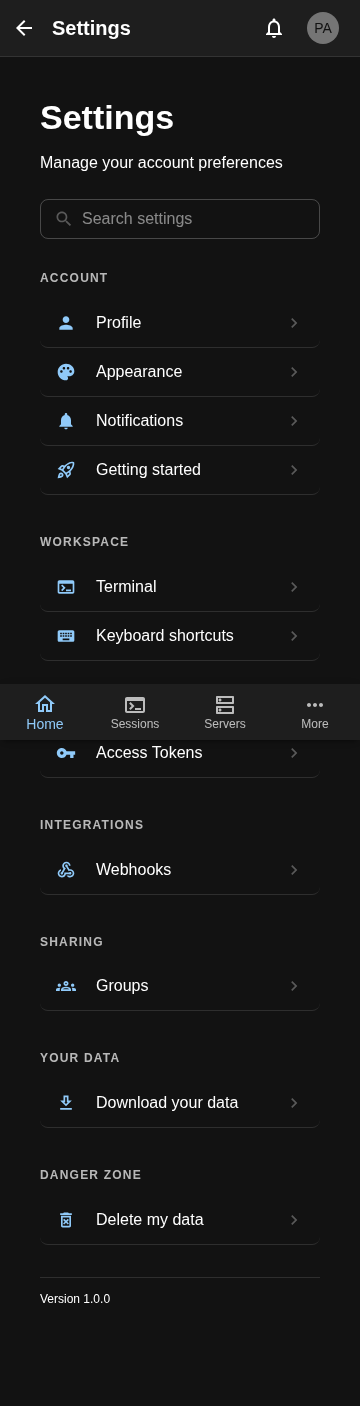 Settings
PA
Settings
Manage your account preferences
Search settings
ACCOUNT
Profile
Appearance
Notifications
Getting started
WORKSPACE
Terminal
Keyboard shortcuts
Home
Sessions
Servers
More
Access Tokens
INTEGRATIONS
Webhooks
SHARING
Groups
YOUR DATA
Download your data
DANGER ZONE
Delete my data
Version 1.0.0